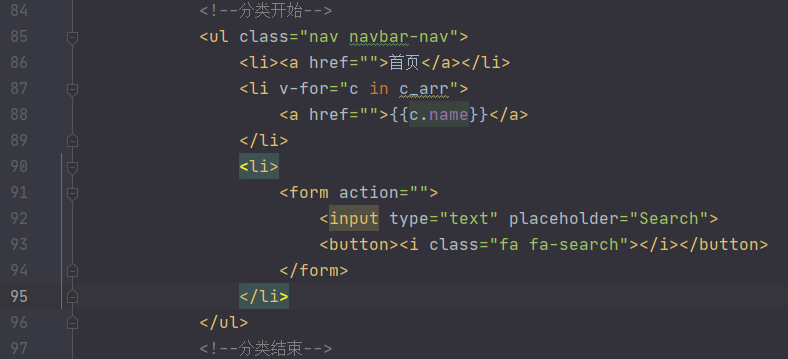 84 <!--分类开始-->
85 <ul class="nav navbar-nav">
86 <li><a href="">首页</a></li>
87 <li v-for="c in c_arr">
88 <a href="">{{c.name}}</a>
89 </li>
90 <li>
91 <form action="">
92 <input type="text" placeholder="Search">
93 <button><i class="fa fa-search"></i></button>
94 </form>
95 </li>
96 </ul>
97 <!--分类结束-->